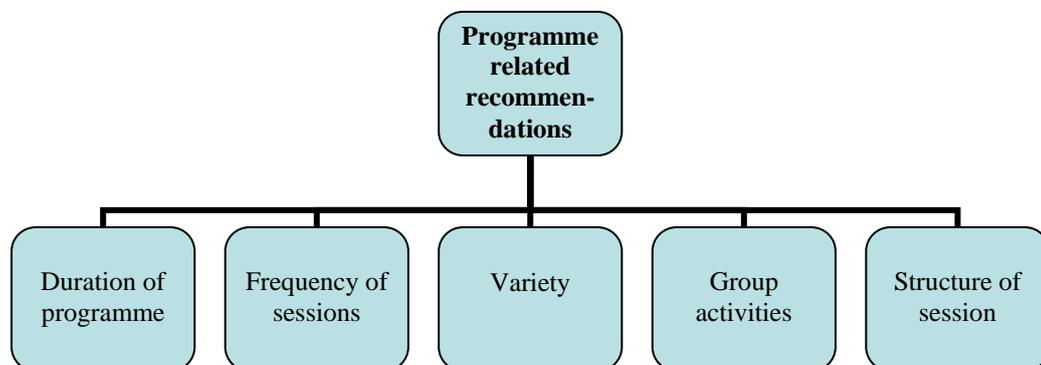 Programme
related
recommen-
dations
Duration of
programme
Frequency of
sessions
Variety
Group
activities
Structure of
session